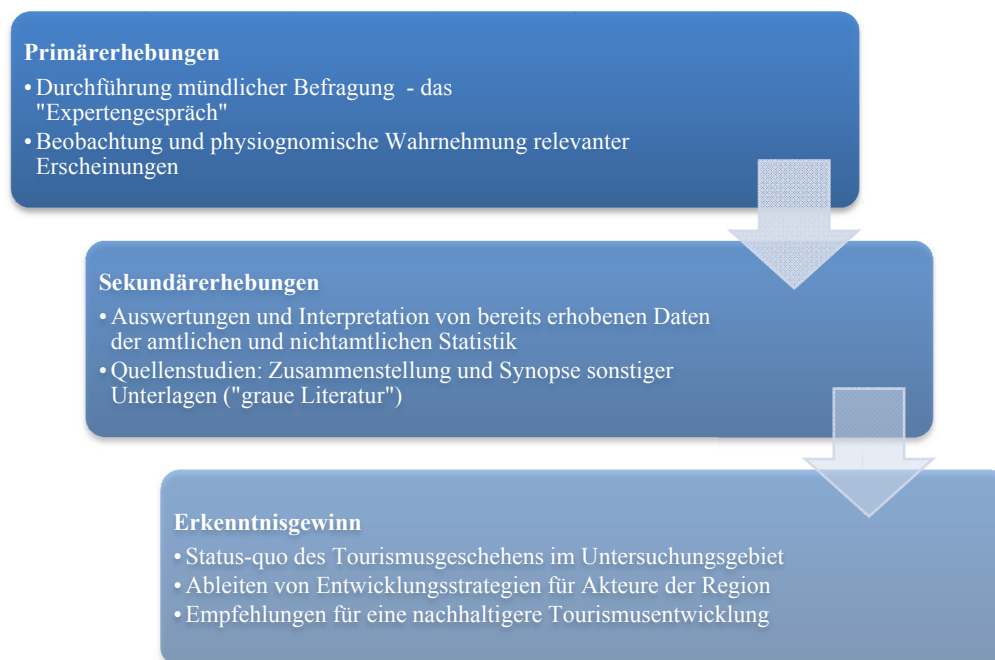 Primärerhebungen
• Durchführung mündlicher Befragung - das
"Expertengespräch"
• Beobachtung und physiognomische Wahrnehmung relevanter
Erscheinungen
Sekundärerhebungen
• Auswertungen und Interpretation von bereits erhobenen Daten
der amtlichen und nichtamtlichen Statistik
• Quellenstudien: Zusammenstellung und Synopse sonstiger
Unterlagen ("graue Literatur")
Erkenntnisgewinn
• Status-quo des Tourismusgeschehens im Untersuchungsgebiet
• Ableiten von Entwicklungsstrategien für Akteure der Region
• Empfehlungen für eine nachhaltigere Tourismusentwicklung